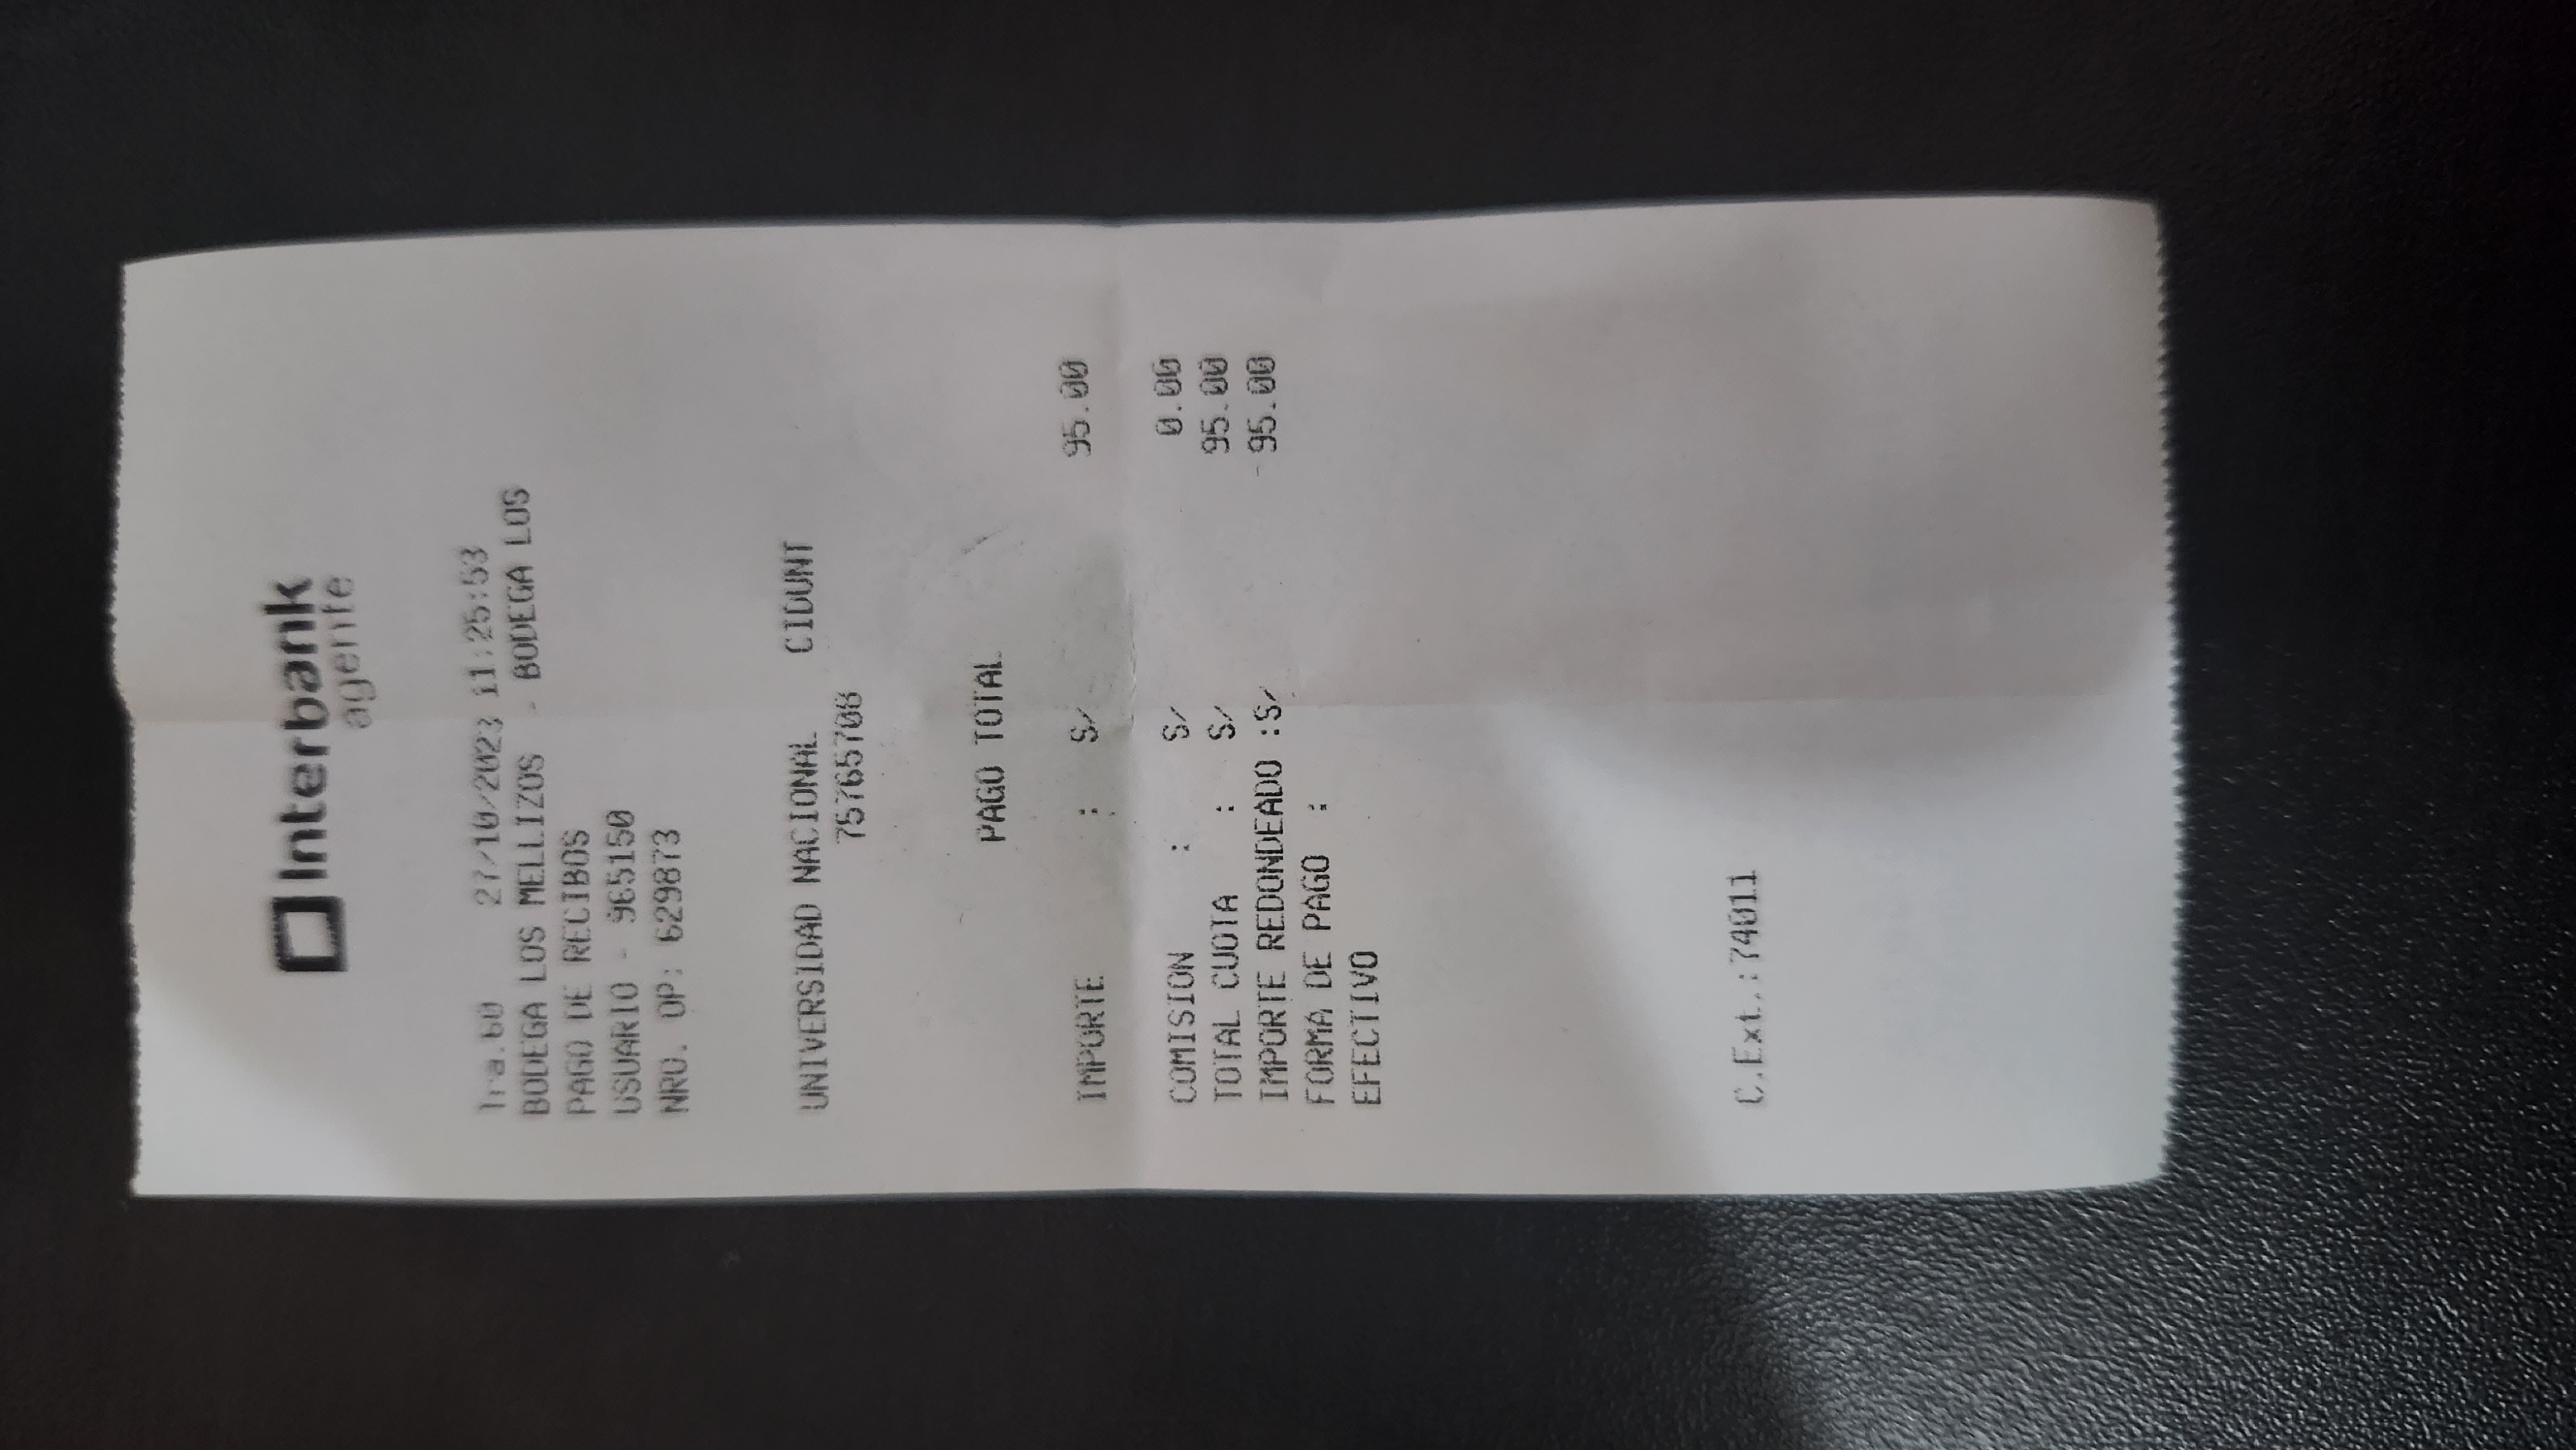 Interbank
agente
Tra.60 27/10/2023 11:25:53
BODEGA LOS MELLIZOS - BODEGA LOS
PAGO DE RECIBOS
USUARIO - 9651150
NRO. OP: 629873
UNIVERSIDAD NACIONAL CIDUNT
PAGO TOTAL
IMPORTE : S/ 95.00
COMISION : S/ 0.00
TOTAL CUOTA : S/ 95.00
IMPORTE REDONDEADO :S/ 95.00
FORMA DE PAGO :
EFECTIVO
C.Ext.:74011